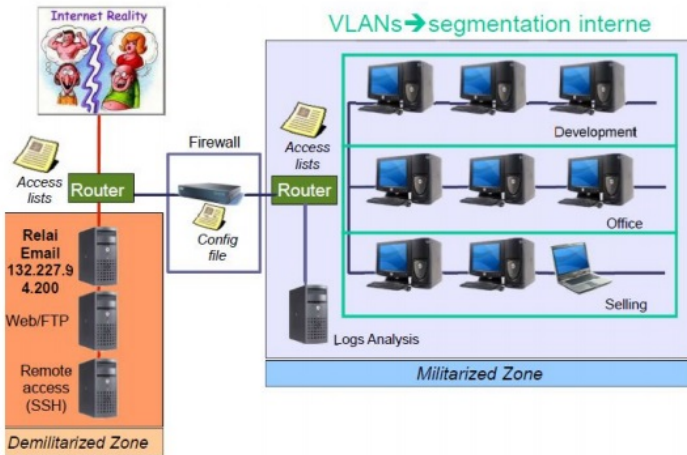 Internet Reality
VLANs➔segmentation interne
Access
lists
Router
Firewall
Config
file
Access
lists
Router
Development
Office
Selling
Logs Analysis
Militarized Zone
Relai
Email
132.227.9
4.200
Web/FTP
Remote
access
(SSH)
Demilitarized Zone